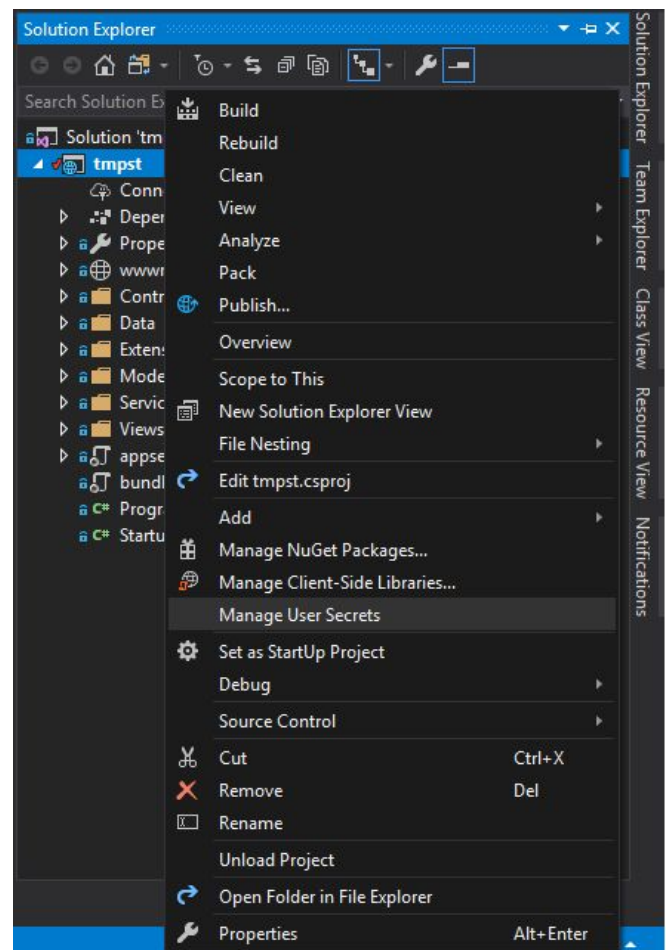 Solution Explorer
Search Solution Ex
Solution 'tm
tmpst
Conn
Deper
Prope
wwwr
Contr
Data
Extens
Mode
Servic
Views
appse
bundl
C# Progra
C# Startu
Build
Rebuild
Clean
View
Analyze
Pack
Publish...
Overview
Scope to This
New Solution Explorer View
File Nesting
Edit tmpst.csproj
Add
Manage NuGet Packages...
Manage Client-Side Libraries...
Manage User Secrets
Set as StartUp Project
Debug
Source Control
Cut Ctrl+X
Remove Del
Rename
Unload Project
Open Folder in File Explorer
Properties Alt+Enter
Solution Explorer
Team Explorer
Class View
Resource View
Notifications